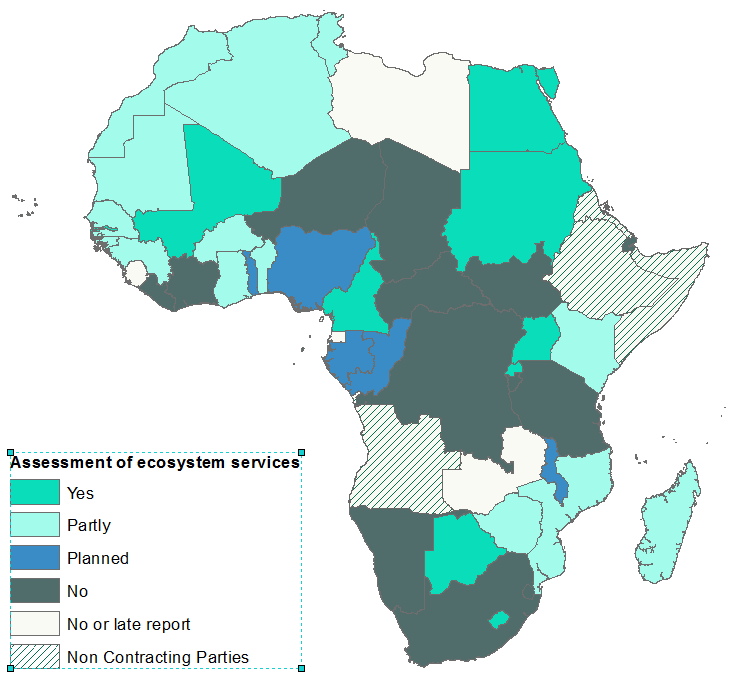 Assessment of ecosystem services
Yes
Partly
Planned
No
No or late report
Non Contracting Parties